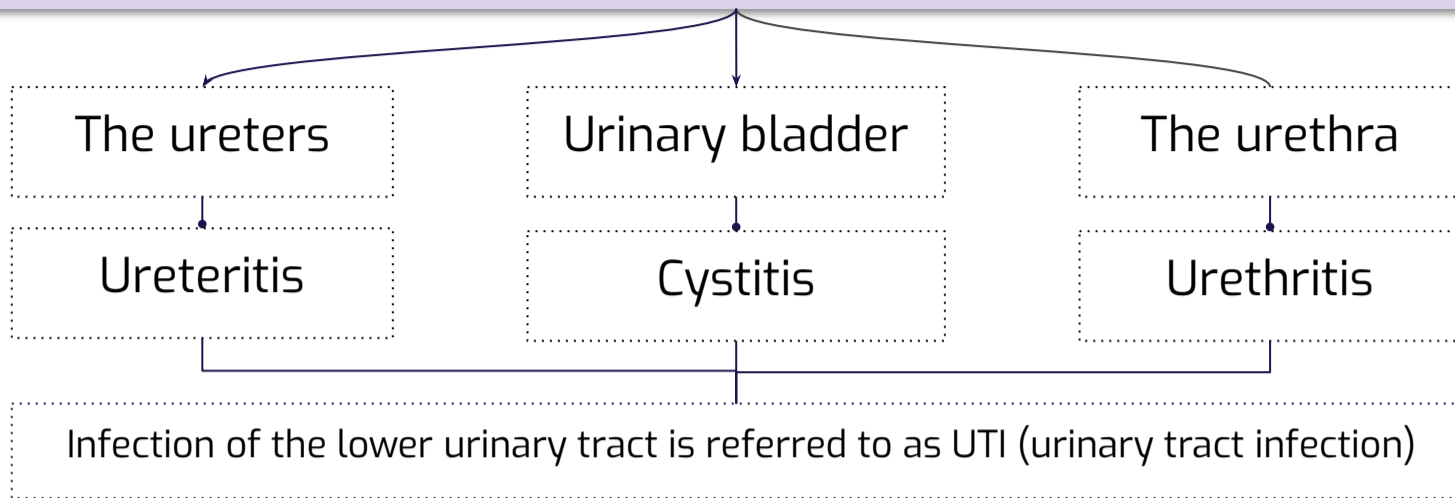 The ureters
Urinary bladder
The urethra
Ureteritis
Cystitis
Urethritis
Infection of the lower urinary tract is referred to as UTI (urinary tract infection)